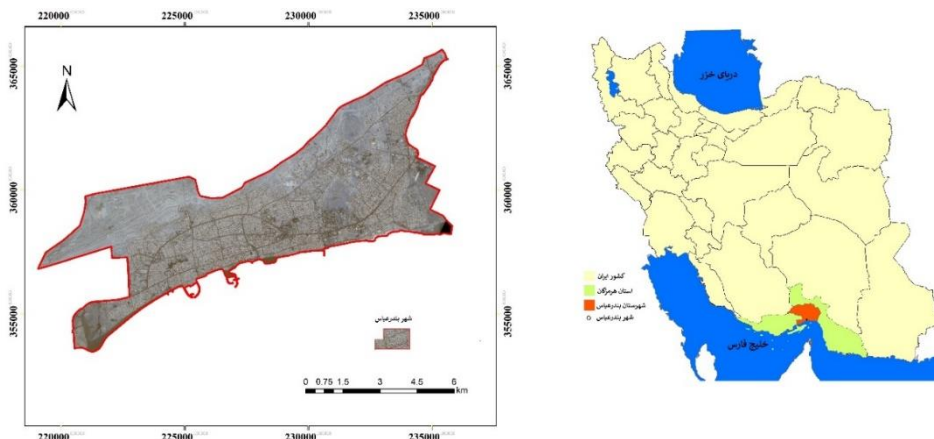 220000 225000 230000 235000
365000
365000
N
360000
360000
355000
355000
شهر بندرعباس
0 0.75 1.5 3 4.5 6
km
220000 225000 230000 235000
دریای خزر
کشور ایران
استان هرمزگان
شهرستان بندرعباس
شهر بندرعباس
خلیج فارس